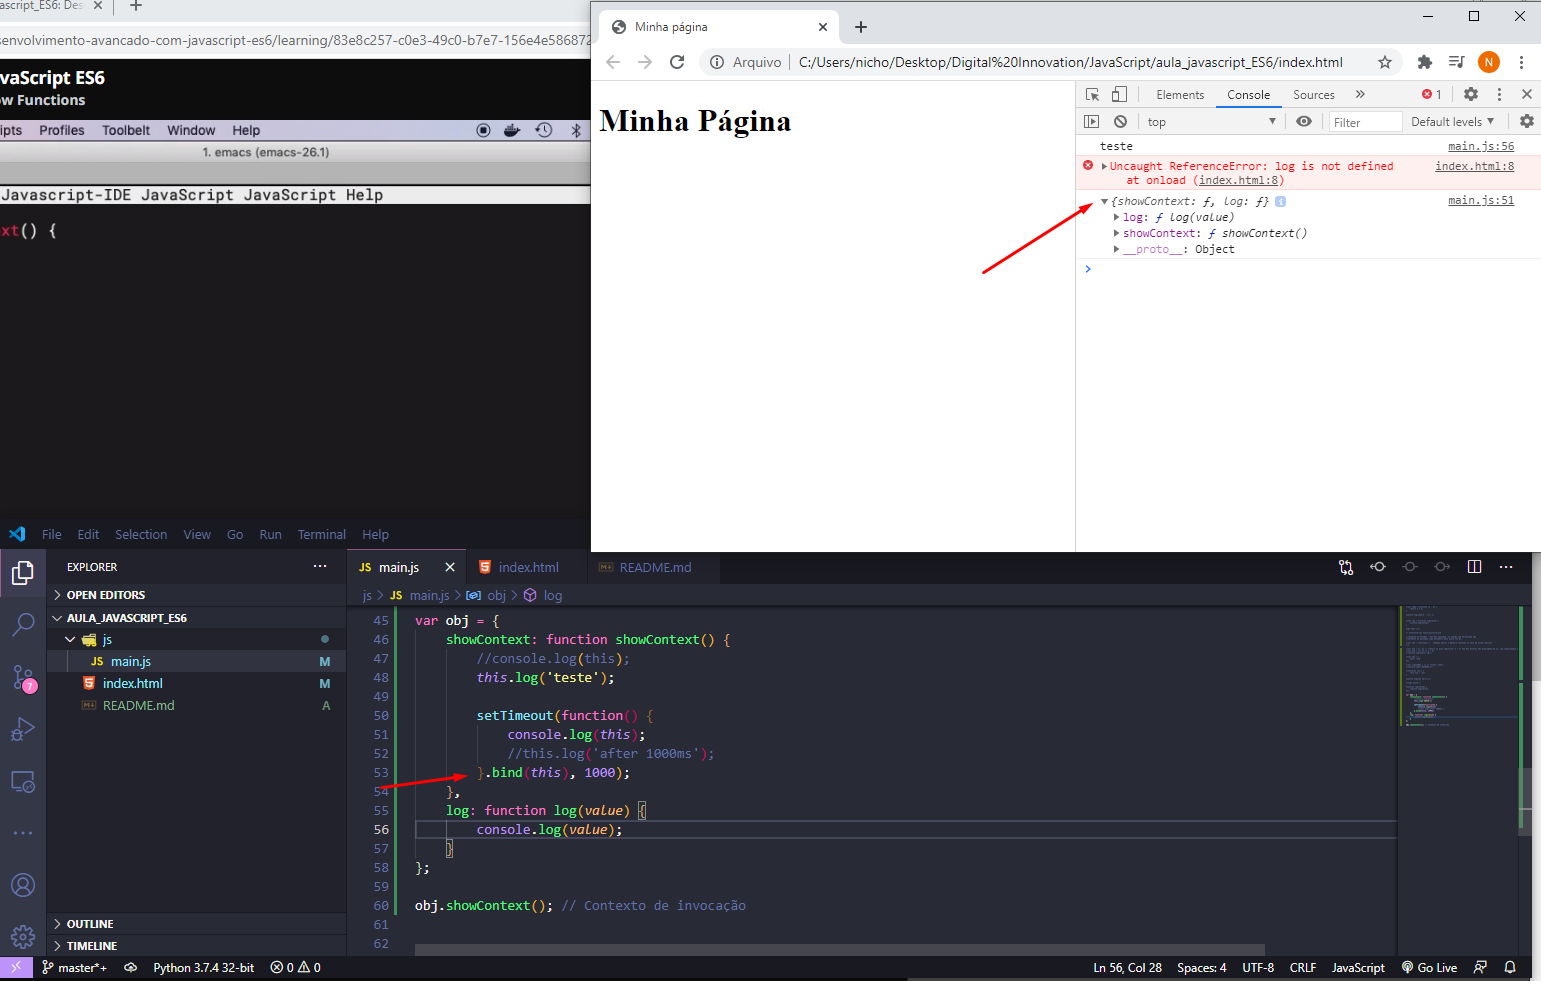 ascript_ES6: Des
envolvimento-avancado-com-javascript-es6/learning/83e8c257-c0e3-49c0-b7e7-156e4e586872
vaScript ES6
ow Functions
ipts Profiles Toolbelt Window Help
1. emacs (emacs-26.1)
Javascript-IDE JavaScript JavaScript Help
xt() {
Minha página
Arquivo C:/Users/nicho/Desktop/Digital%20Innovation/JavaScript/aula_javascript_ES6/index.html
N
Minha Página
Elements Console Sources » 1
top Filter Default levels
teste main.js:56
Uncaught ReferenceError: log is not defined index.html:8
at onload (index.html:8)
{showContext: ƒ, log: ƒ} i main.js:51
log: ƒ log(value)
showContext: ƒ showContext()
__proto__: Object
File Edit Selection View Go Run Terminal Help
EXPLORER
OPEN EDITORS
AULA_JAVASCRIPT_ES6
js
JS main.js M
index.html M
README.md A
7
OUTLINE
TIMELINE
JS main.js index.html README.md
js > JS main.js > obj > log
45 var obj = {
46 showContext: function showContext() {
47 //console.log(this);
48 this.log('teste');
49
50 setTimeout(function() {
51 console.log(this);
52 //this.log('after 1000ms');
53 }.bind(this), 1000);
54 },
55 log: function log(value) {
56 console.log(value);
57 }
58 };
59
60 obj.showContext(); // Contexto de invocação
61
62
master*+ Python 3.7.4 32-bit 0 0 Ln 56, Col 28 Spaces: 4 UTF-8 CRLF JavaScript Go Live